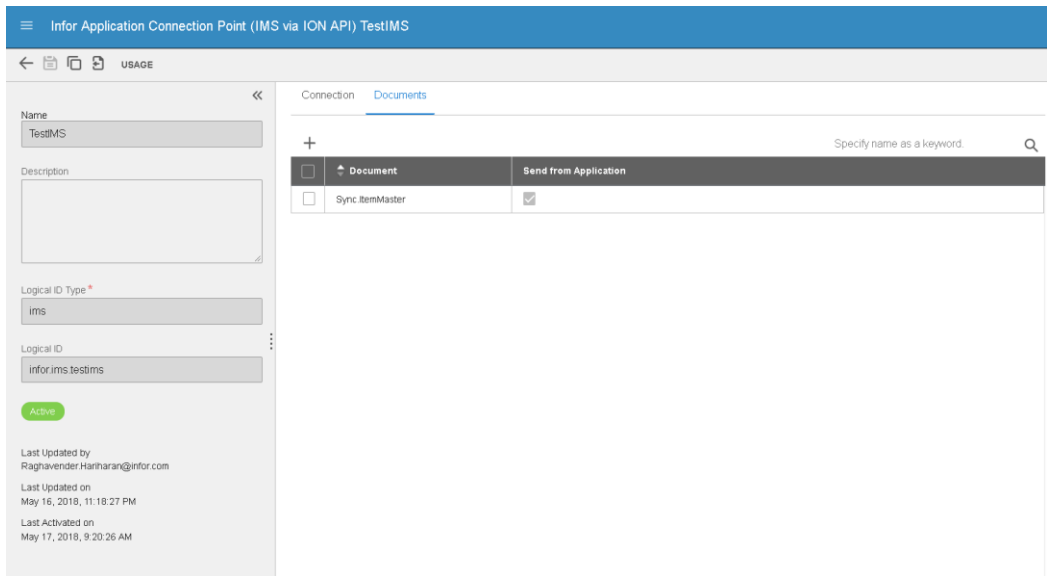 Infor Application Connection Point (IMS via ION API) TestIMS
USAGE
Name
TestIMS
Description
Logical ID Type *
ims
Logical ID
infor.ims.testims
Active
Last Updated by
Raghavender.Hariharan@infor.com
Last Updated on
May 16, 2018, 11:18:27 PM
Last Activated on
May 17, 2018, 9:20:26 AM
Connection Documents
Specify name as a keyword.
Document Send from Application
Sync.ItemMaster